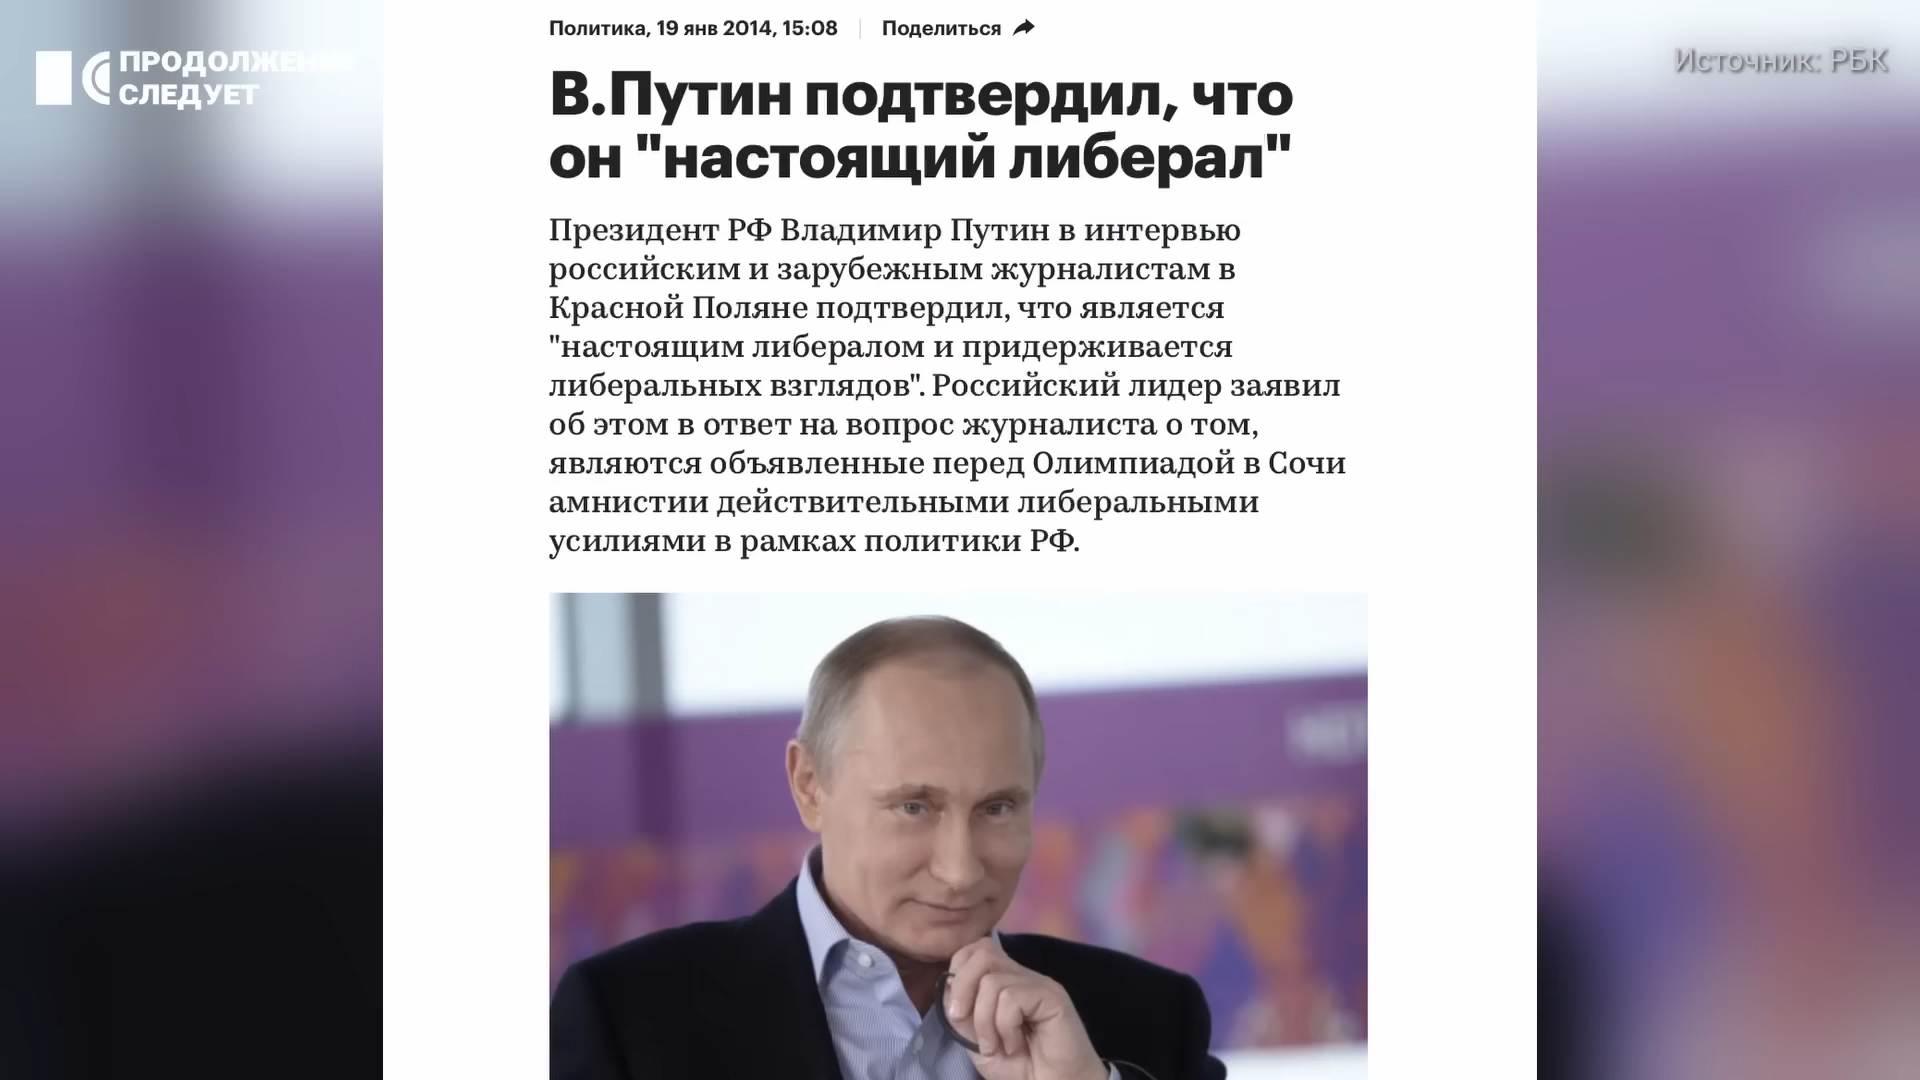 ПРОДОЛЖЕНИЕ
СЛЕДУЕТ
Источник: РБК
Политика, 19 янв 2014, 15:08
Поделиться
В.Путин подтвердил, что
он "настоящий либерал"
Президент РФ Владимир Путин в интервью
российским и зарубежным журналистам в
Красной Поляне подтвердил, что является
"настоящим либералом и придерживается
либеральных взглядов". Российский лидер заявил
об этом в ответ на вопрос журналиста о том,
являются объявленные перед Олимпиадой в Сочи
амнистии действительными либеральными
усилиями в рамках политики РФ.